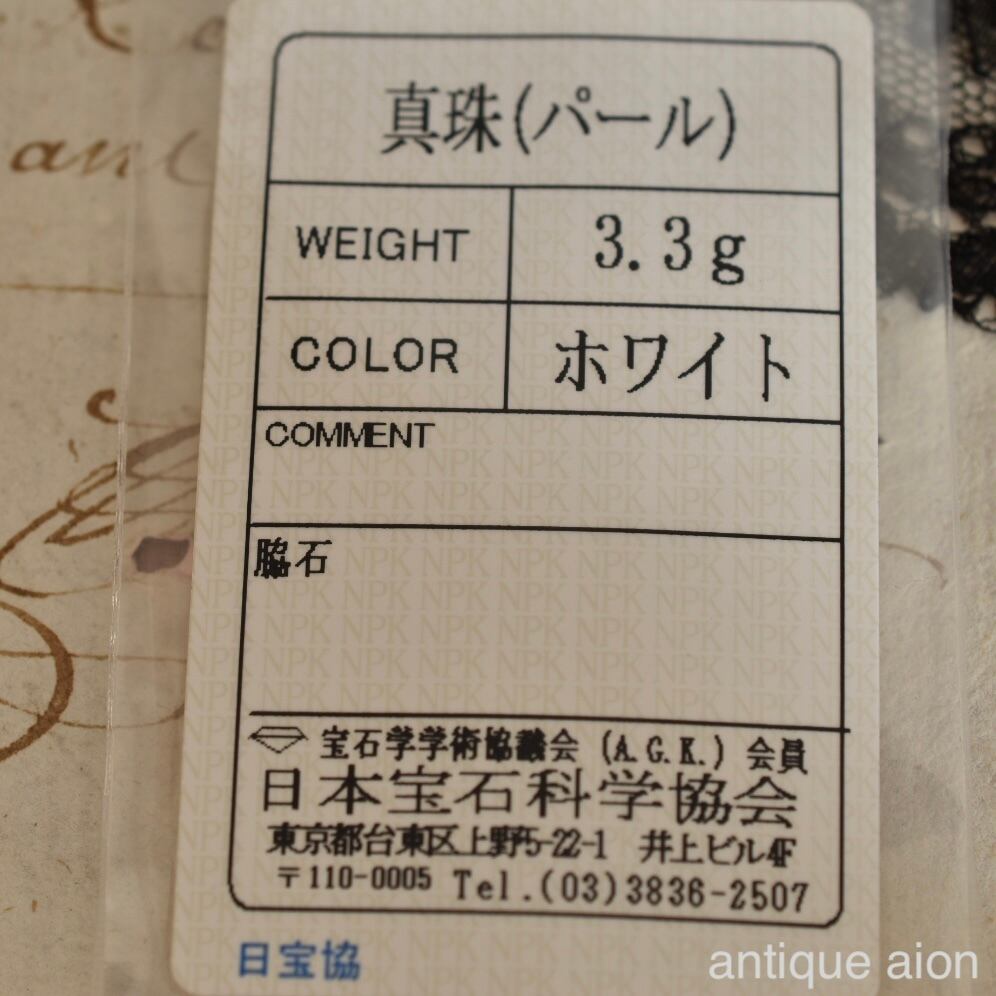 真珠(パール)
WEIGHT 3.3g
COLOR ホワイト
COMMENT
脇石
宝石学学術協議会 (A.G.K.) 会員
日本宝石科学協会
東京都台東区上野5-22-1 井上ビル4F
〒110-0005 Tel.(03)3836-2507
日宝協
antique aion